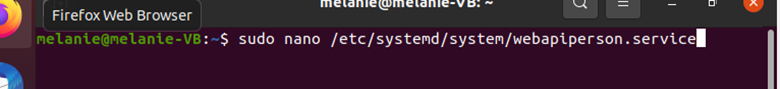 melanie@melanie-VB: ~
Firefox Web Browser
melanie@melanie-VB:~$ sudo nano /etc/systemd/system/webapiperson.service